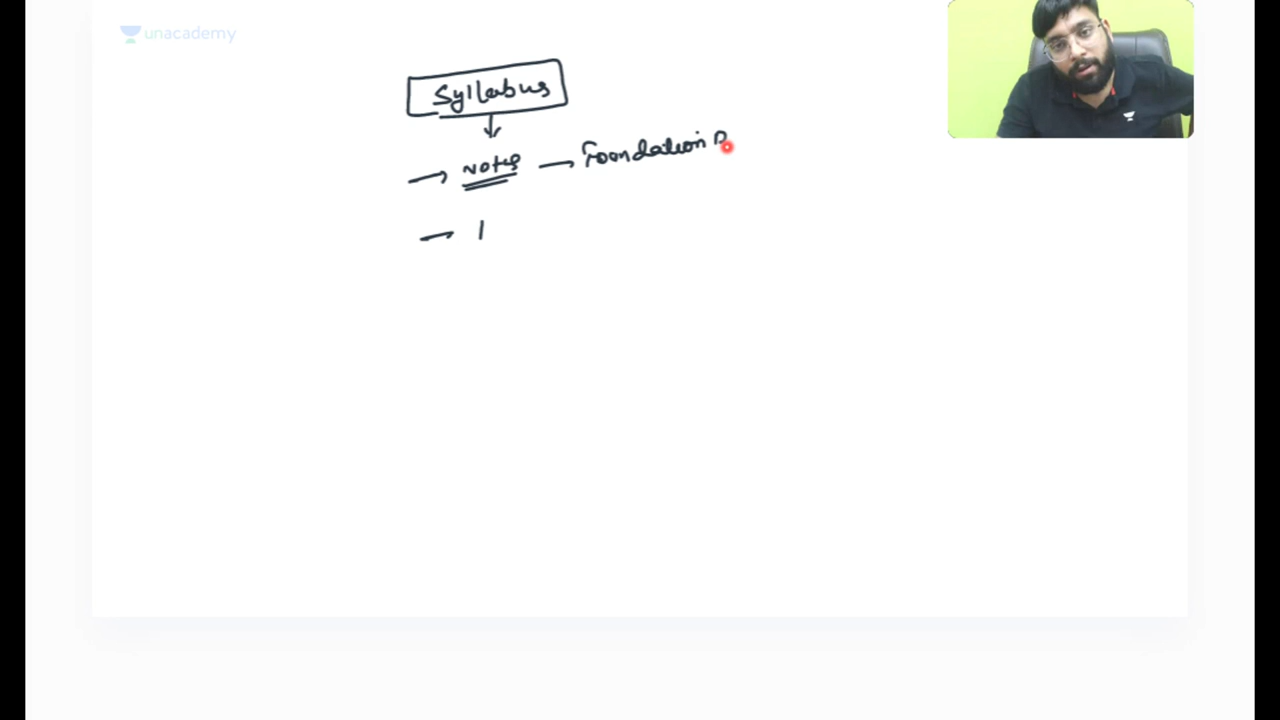 unacademy
Syllabus
→ Notes → Foundation